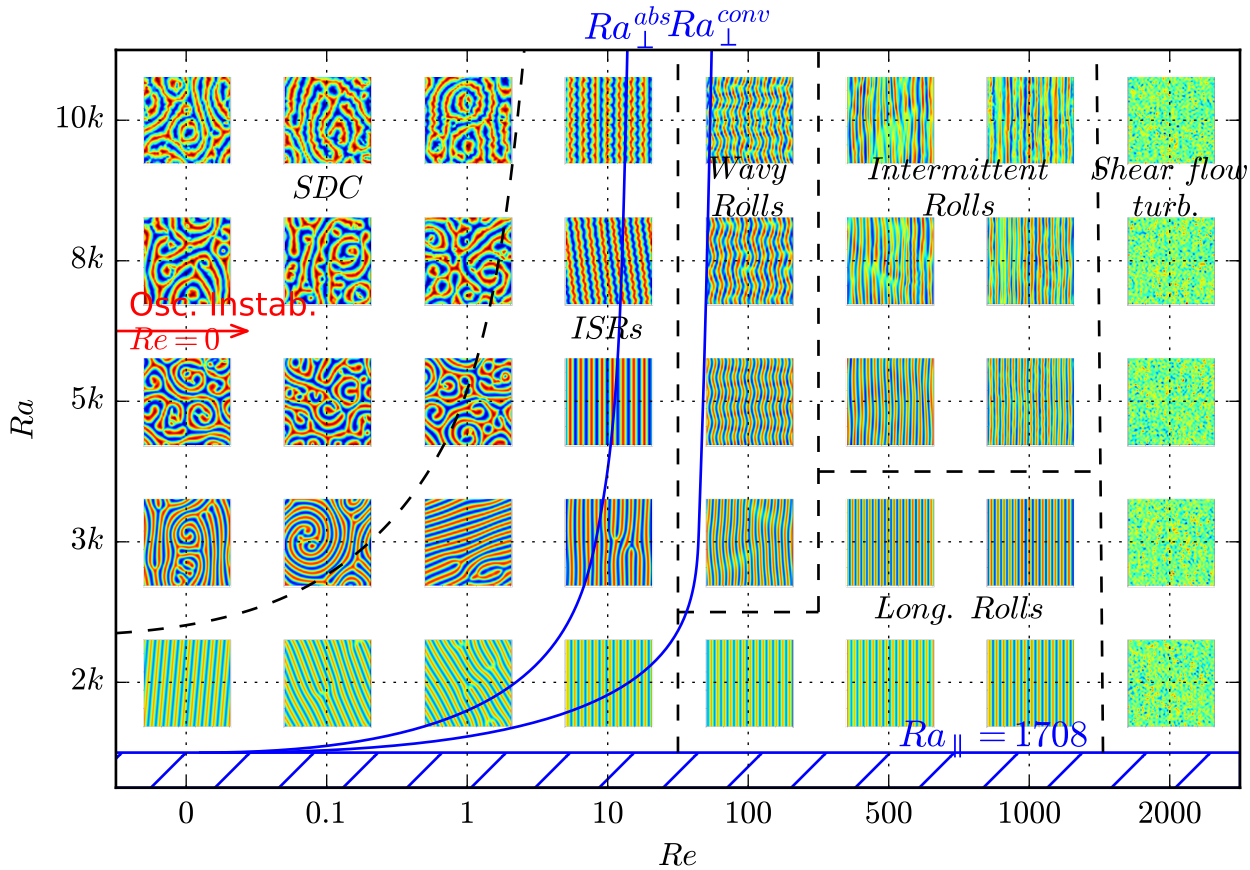 Ra⊥^abs Ra⊥^conv
10k
SDC
Wavy
Rolls
Intermittent
Rolls
Shear flow
turb.
8k
Osc. Instab.
Re = 0
ISRs
Ra
5k
3k
Long. Rolls
2k
Ra∥ = 1708
0 0.1 1 10 100 500 1000 2000
Re